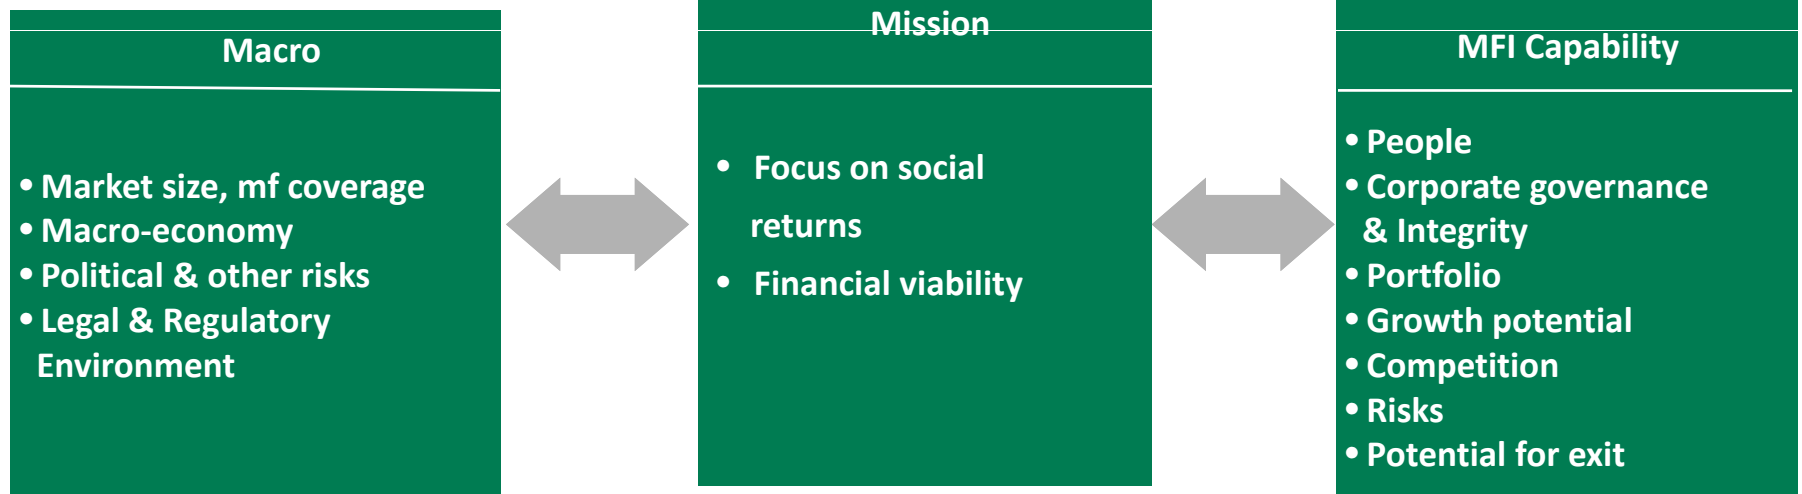 Macro
• Market size, mf coverage
• Macro-economy
• Political & other risks
• Legal & Regulatory
Environment
Mission
• Focus on social
returns
• Financial viability
MFI Capability
• People
• Corporate governance
& Integrity
• Portfolio
• Growth potential
• Competition
• Risks
• Potential for exit